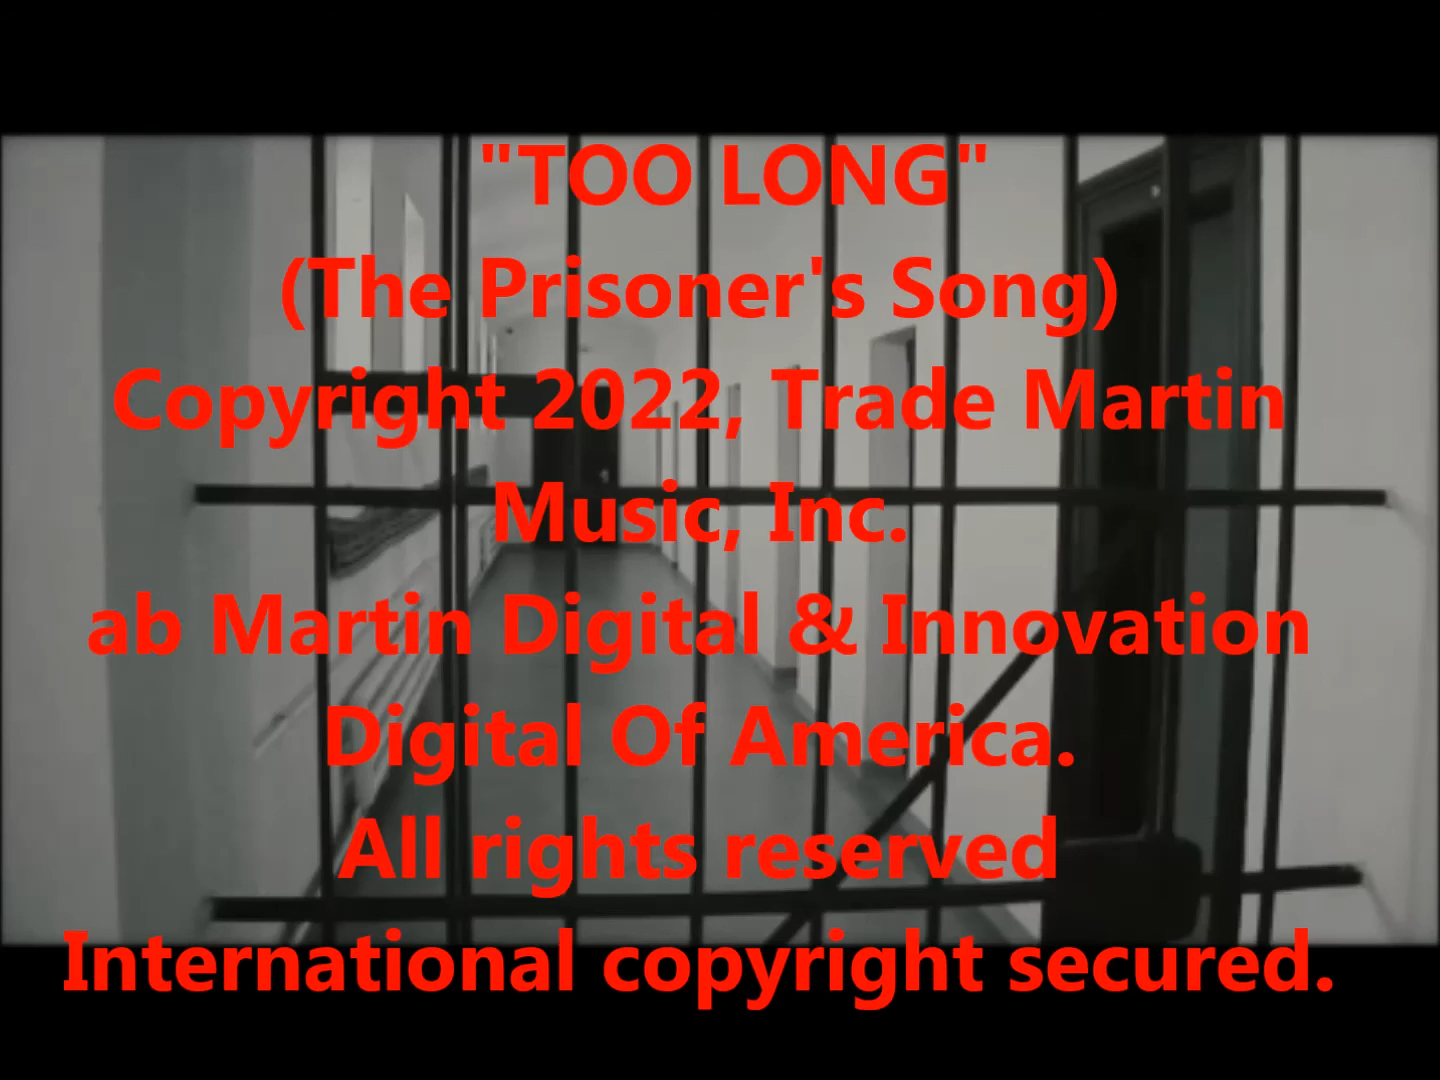 "TOO LONG"
(The Prisoner's Song)
Copyright 2022, Trade Martin
Music, Inc.
ab Martin Digital & Innovation
Digital Of America.
All rights reserved
International copyright secured.